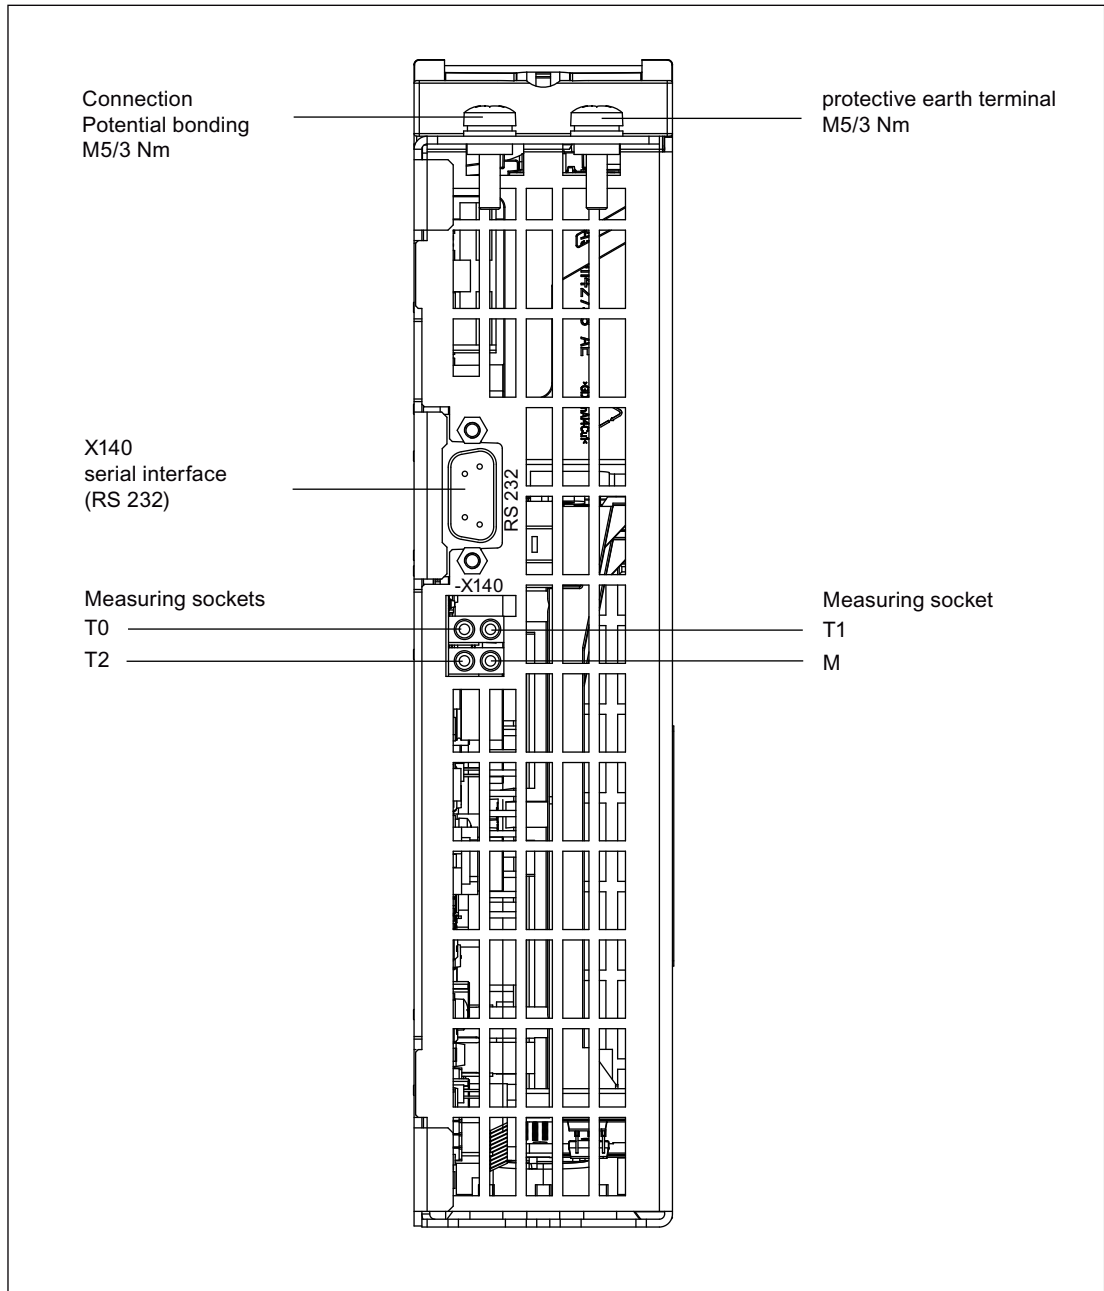 Connection
Potential bonding
M5/3 Nm
protective earth terminal
M5/3 Nm
X140
serial interface
(RS 232)
RS 232
-X140
Measuring sockets
T0
T2
Measuring socket
T1
M